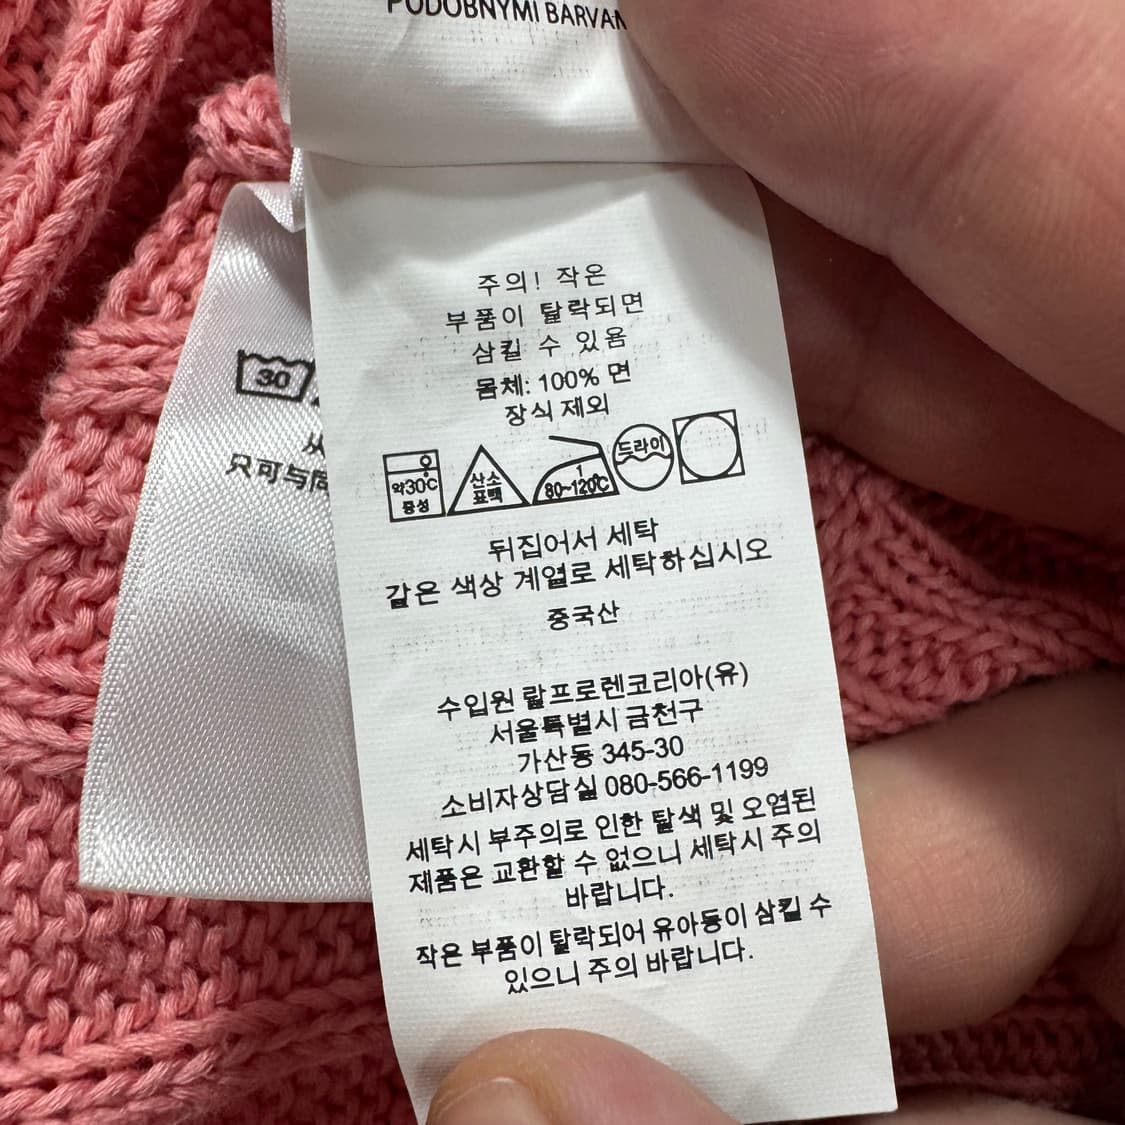 PODOBNYMI
30
只可与同
주의! 작은
부품이 탈락되면
삼킬 수 있음
몸체: 100% 면
장식 제외
약30℃
중성
산소
표백
1
80~120℃
드라이
뒤집어서 세탁
같은 색상 계열로 세탁하십시오
중국산
수입원 랄프로렌코리아(유)
서울특별시 금천구
가산동 345-30
소비자상담실 080-566-1199
세탁시 부주의로 인한 탈색 및 오염된
제품은 교환할 수 없으니 세탁시 주의
바랍니다.
작은 부품이 탈락되어 유아동이 삼킬 수
있으니 주의 바랍니다.